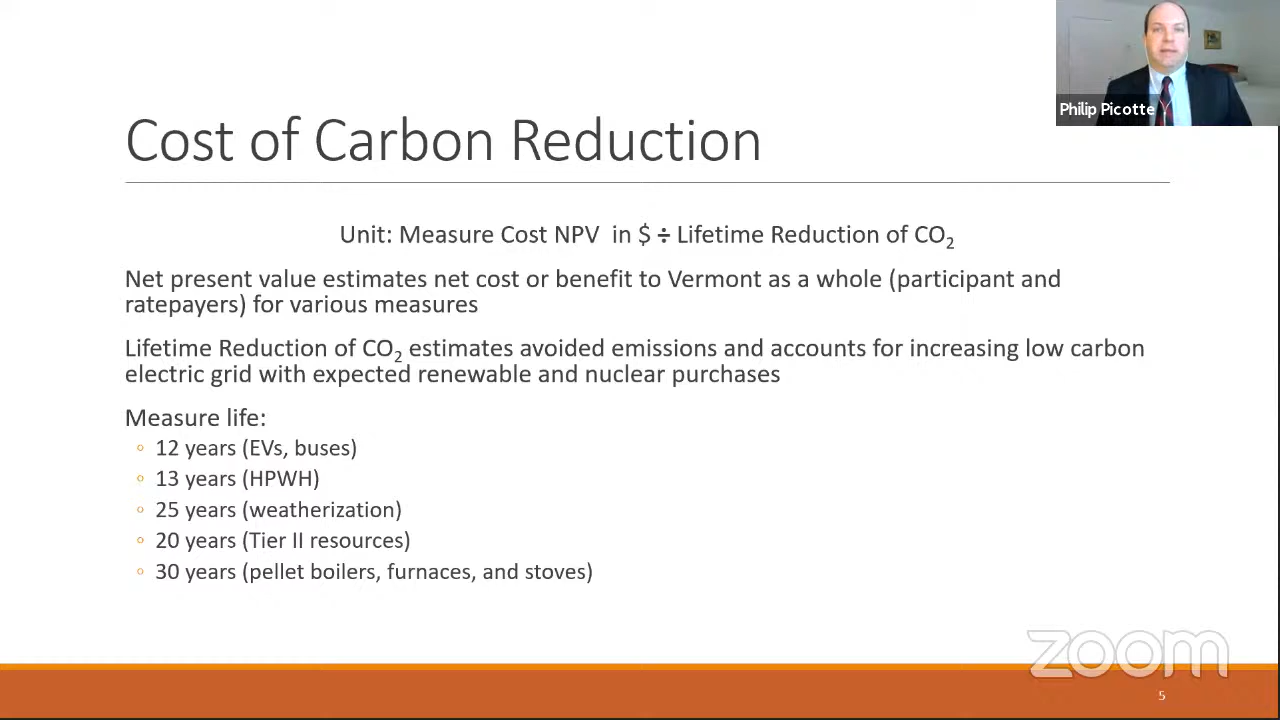 Philip Picotte
Cost of Carbon Reduction
Unit: Measure Cost NPV in $ ÷ Lifetime Reduction of CO₂
Net present value estimates net cost or benefit to Vermont as a whole (participant and
ratepayers) for various measures
Lifetime Reduction of CO₂ estimates avoided emissions and accounts for increasing low carbon
electric grid with expected renewable and nuclear purchases
Measure life:
◦ 12 years (EVs, buses)
◦ 13 years (HPWH)
◦ 25 years (weatherization)
◦ 20 years (Tier II resources)
◦ 30 years (pellet boilers, furnaces, and stoves)
zoom
5